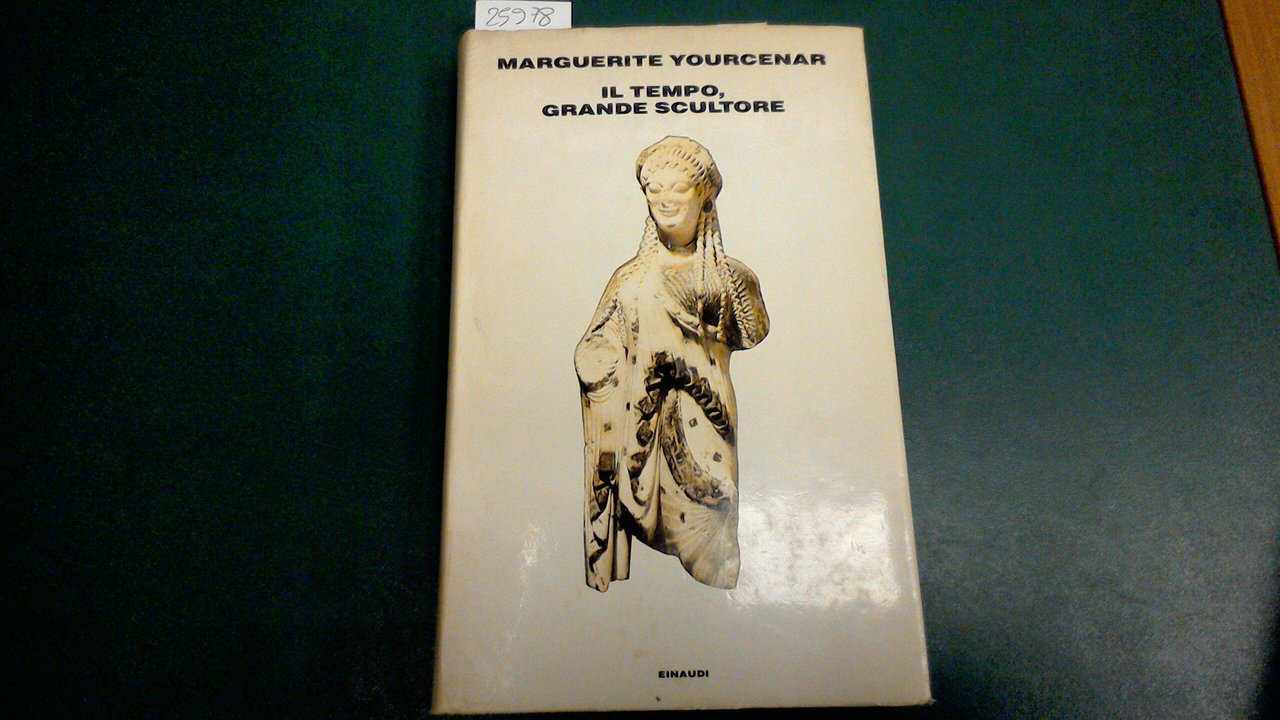 25978
MARGUERITE YOURCENAR
IL TEMPO,
GRANDE SCULTORE
EINAUDI